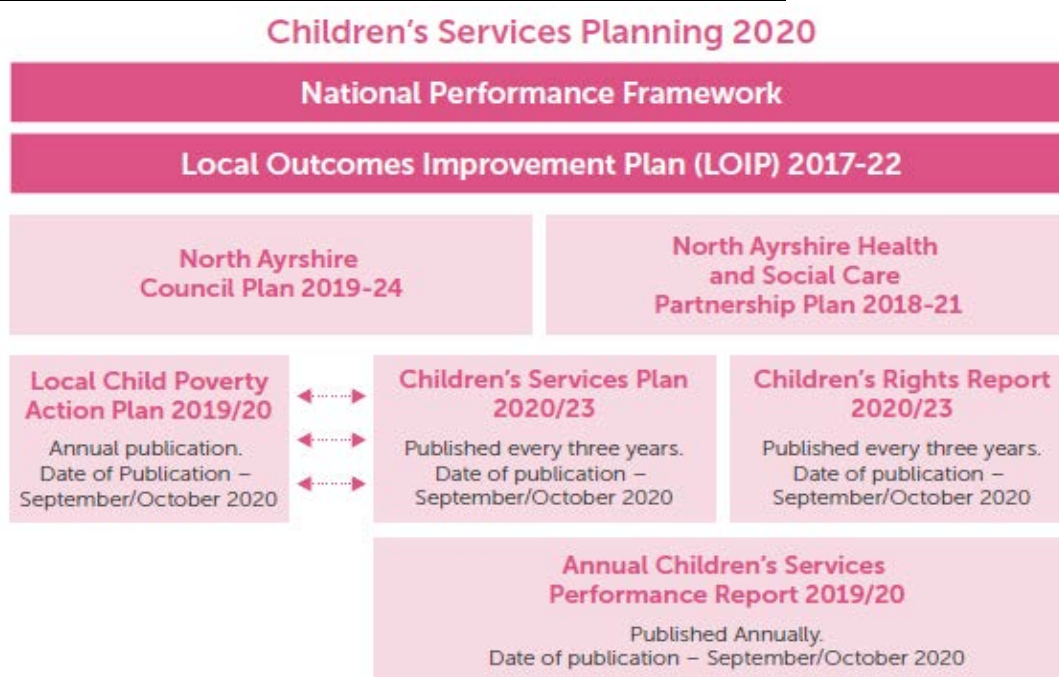 Children's Services Planning 2020
National Performance Framework
Local Outcomes Improvement Plan (LOIP) 2017-22
North Ayrshire
Council Plan 2019-24
North Ayrshire Health
and Social Care
Partnership Plan 2018-21
Local Child Poverty
Action Plan 2019/20
Annual publication.
Date of Publication –
September/October 2020
Children's Services Plan
2020/23
Published every three years.
Date of publication –
September/October 2020
Children's Rights Report
2020/23
Published every three years.
Date of publication –
September/October 2020
Annual Children's Services
Performance Report 2019/20
Published Annually.
Date of publication – September/October 2020